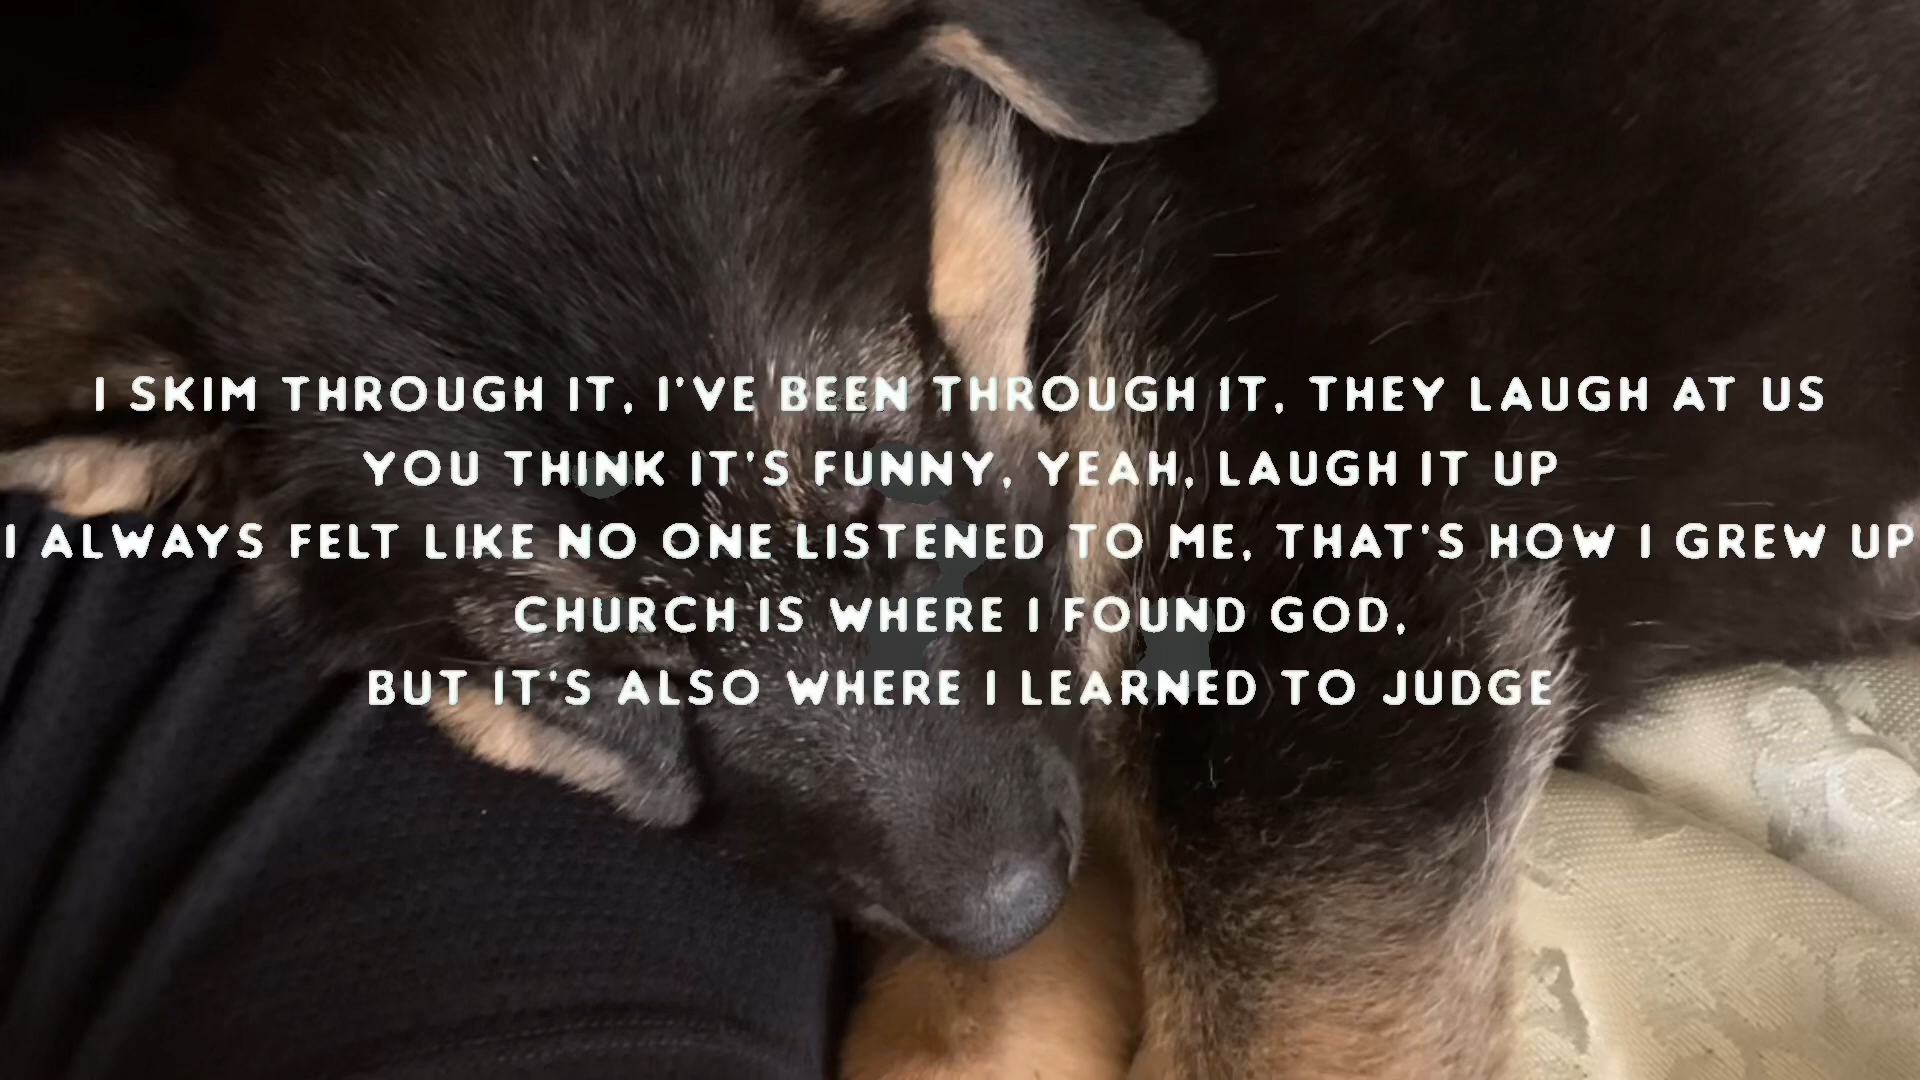 I SKIM THROUGH IT, I'VE BEEN THROUGH IT, THEY LAUGH AT US
YOU THINK IT'S FUNNY, YEAH, LAUGH IT UP
I ALWAYS FELT LIKE NO ONE LISTENED TO ME, THAT'S HOW I GREW UP
CHURCH IS WHERE I FOUND GOD,
BUT IT'S ALSO WHERE I LEARNED TO JUDGE